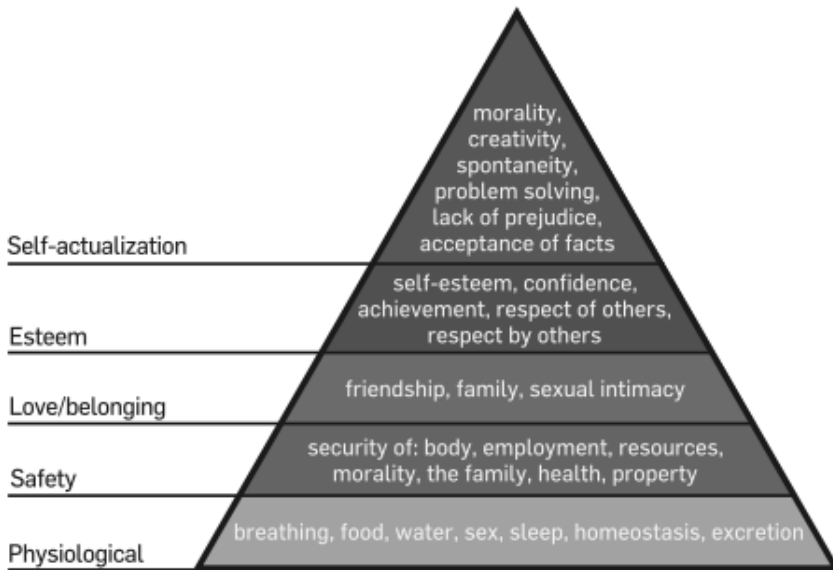 morality,
creativity,
spontaneity,
problem solving,
lack of prejudice,
acceptance of facts
Self-actualization
self-esteem, confidence,
achievement, respect of others,
respect by others
Esteem
friendship, family, sexual intimacy
Love/belonging
security of: body, employment, resources,
morality, the family, health, property
Safety
breathing, food, water, sex, sleep, homeostasis, excretion
Physiological